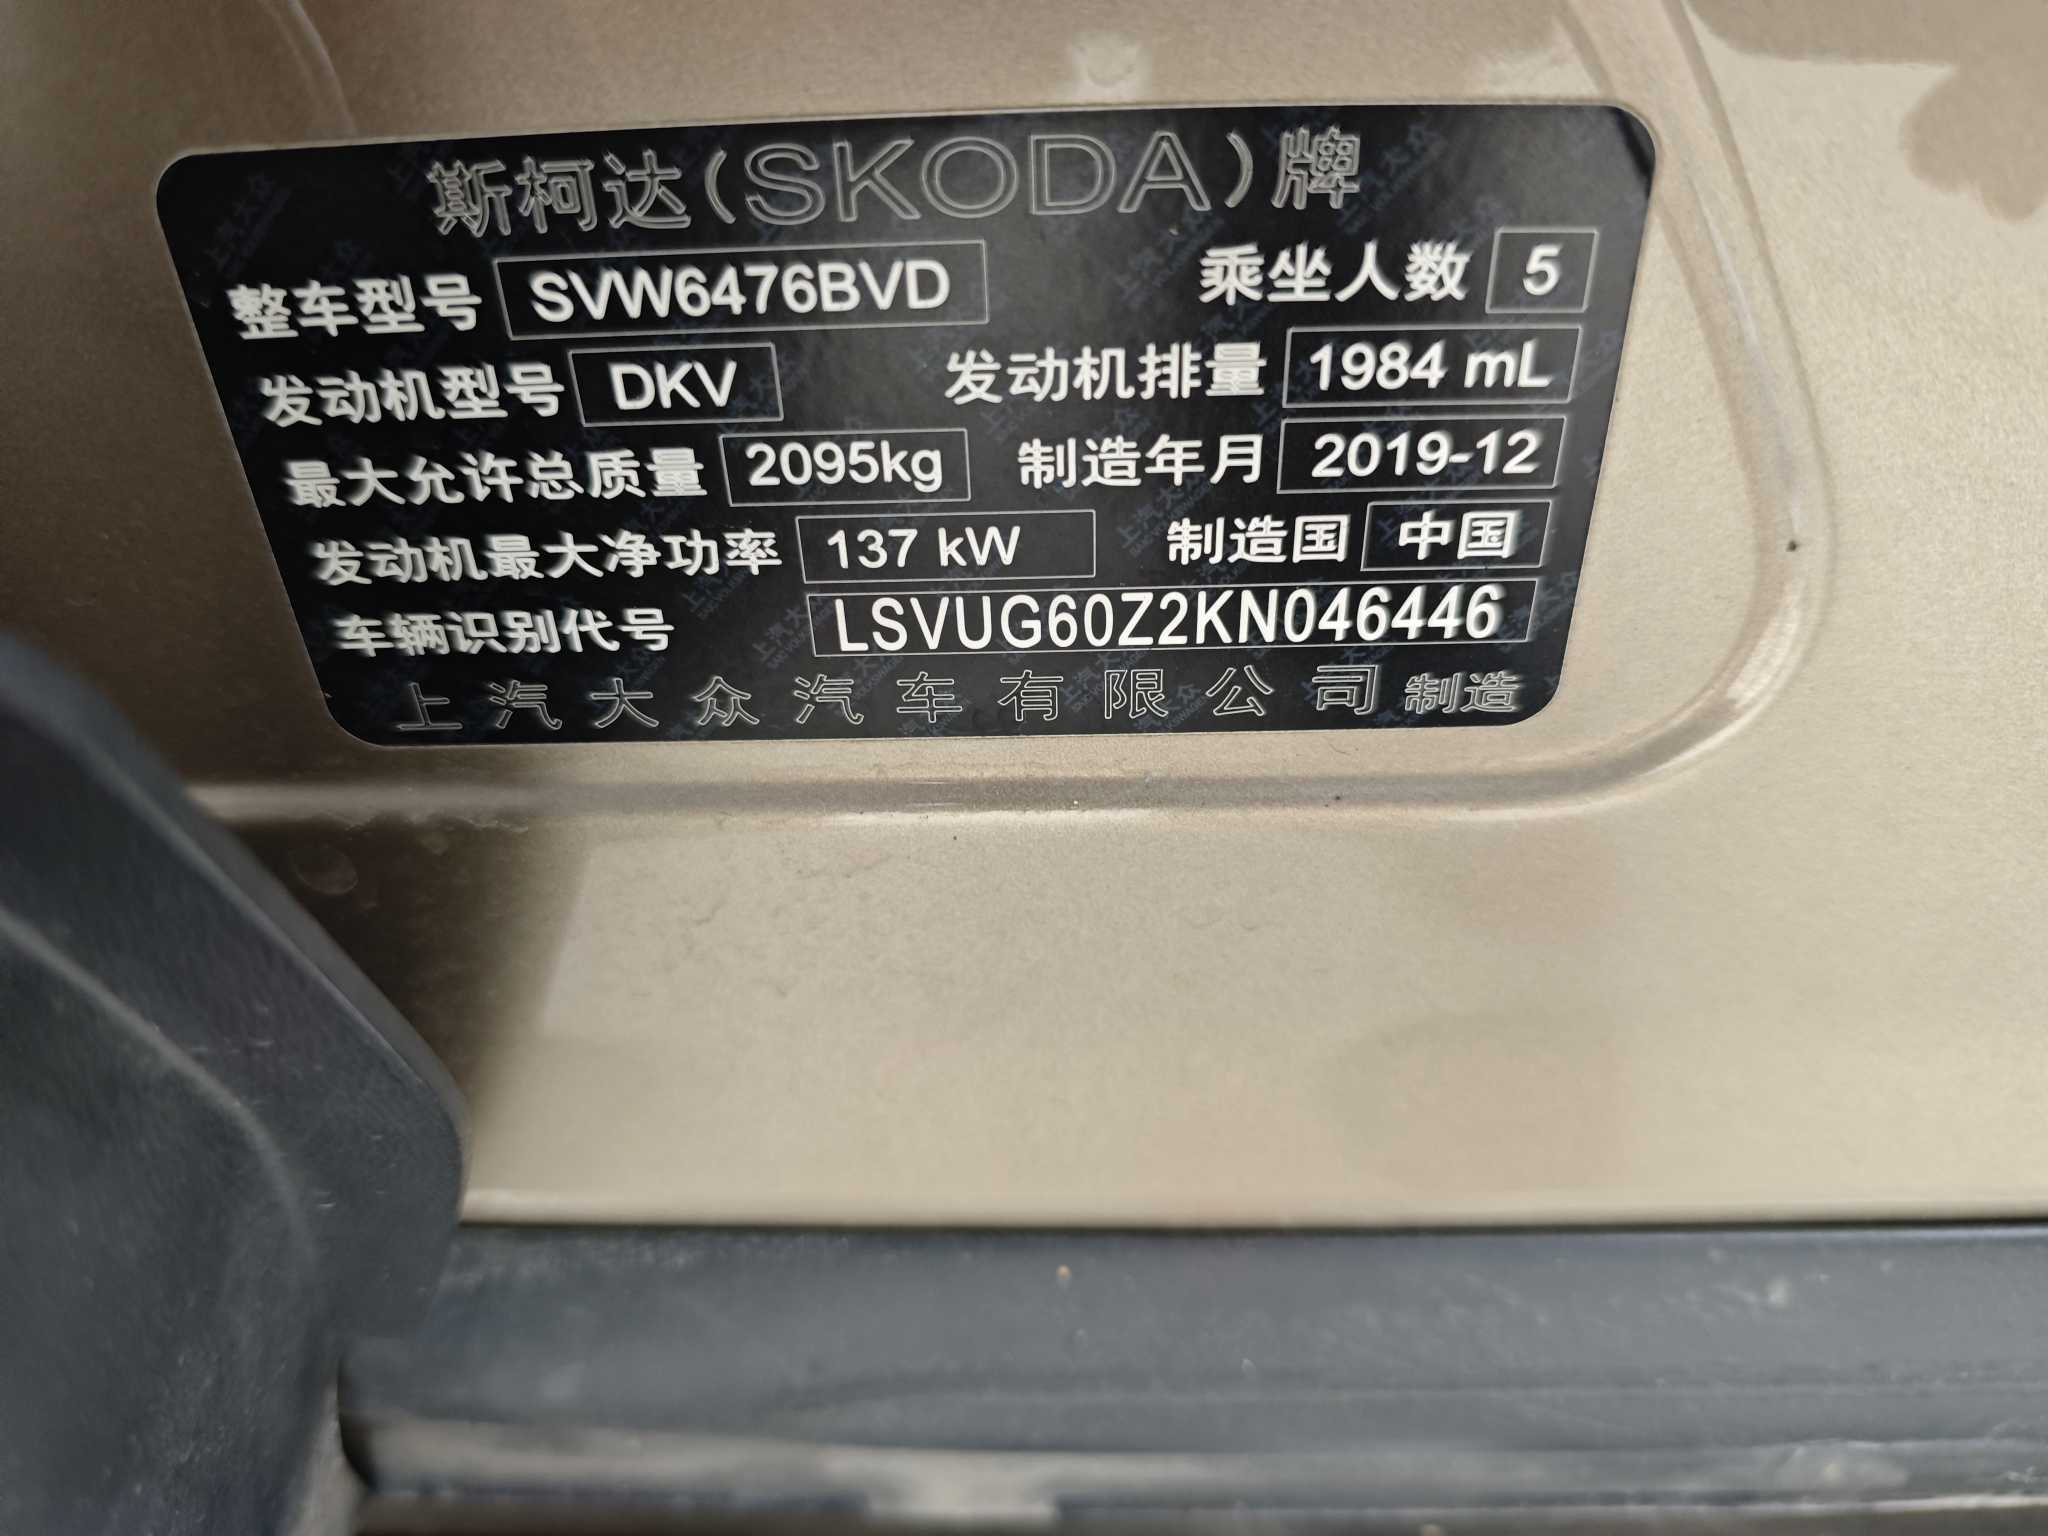 斯柯达(SKODA)牌
整车型号 SVW6476BVD 乘坐人数 5
发动机型号 DKV 发动机排量 1984 mL
最大允许总质量 2095kg 制造年月 2019-12
发动机最大净功率 137 kW 制造国 中国
车辆识别代号 LSVUG60Z2KN046446
上汽大众汽车有限公司 制造